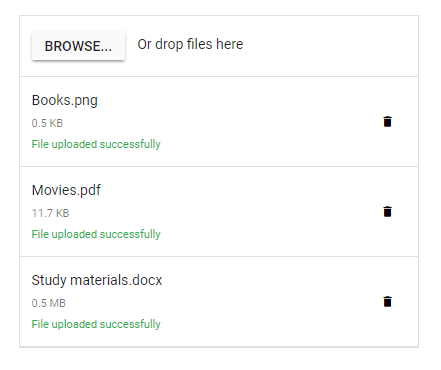 BROWSE... Or drop files here
Books.png
0.5 KB
File uploaded successfully
Movies.pdf
11.7 KB
File uploaded successfully
Study materials.docx
0.5 MB
File uploaded successfully